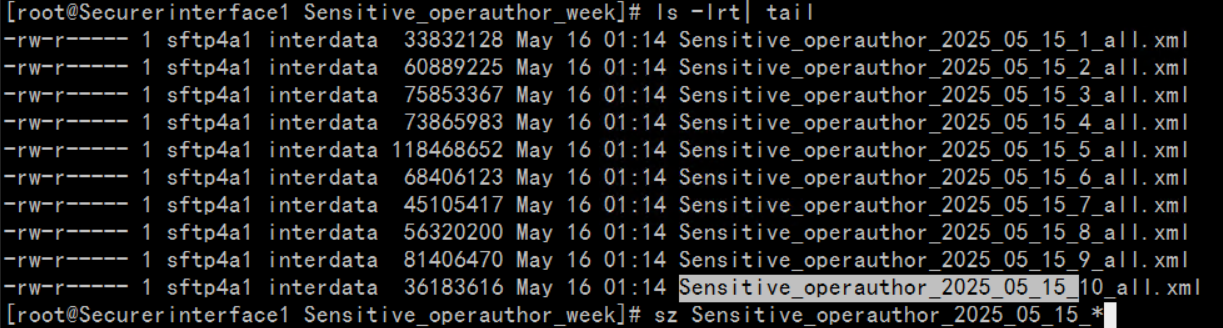 [root@Securerinterface1 Sensitive_operauthor_week]# ls -lrt| tail
-rw-r----- 1 sftp4a1 interdata  33832128 May 16 01:14 Sensitive_operauthor_2025_05_15_1_all.xml
-rw-r----- 1 sftp4a1 interdata  60889225 May 16 01:14 Sensitive_operauthor_2025_05_15_2_all.xml
-rw-r----- 1 sftp4a1 interdata  75853367 May 16 01:14 Sensitive_operauthor_2025_05_15_3_all.xml
-rw-r----- 1 sftp4a1 interdata  73865983 May 16 01:14 Sensitive_operauthor_2025_05_15_4_all.xml
-rw-r----- 1 sftp4a1 interdata 118468652 May 16 01:14 Sensitive_operauthor_2025_05_15_5_all.xml
-rw-r----- 1 sftp4a1 interdata  68406123 May 16 01:14 Sensitive_operauthor_2025_05_15_6_all.xml
-rw-r----- 1 sftp4a1 interdata  45105417 May 16 01:14 Sensitive_operauthor_2025_05_15_7_all.xml
-rw-r----- 1 sftp4a1 interdata  56320200 May 16 01:14 Sensitive_operauthor_2025_05_15_8_all.xml
-rw-r----- 1 sftp4a1 interdata  81406470 May 16 01:14 Sensitive_operauthor_2025_05_15_9_all.xml
-rw-r----- 1 sftp4a1 interdata  36183616 May 16 01:14 Sensitive_operauthor_2025_05_15_10_all.xml
[root@Securerinterface1 Sensitive_operauthor_week]# sz Sensitive_operauthor_2025_05_15_*